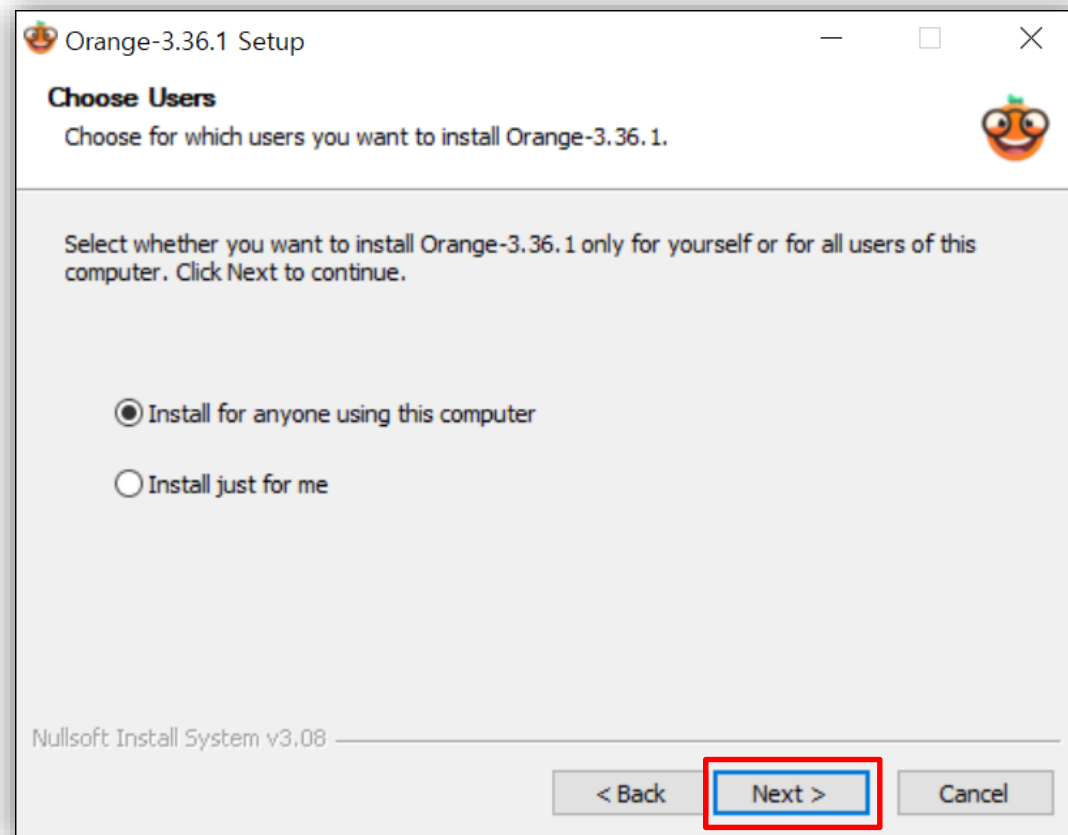 Orange-3.36.1 Setup
Choose Users
Choose for which users you want to install Orange-3.36.1.
Select whether you want to install Orange-3.36.1 only for yourself or for all users of this
computer. Click Next to continue.
Install for anyone using this computer
Install just for me
Nullsoft Install System v3.08
< Back Next > Cancel